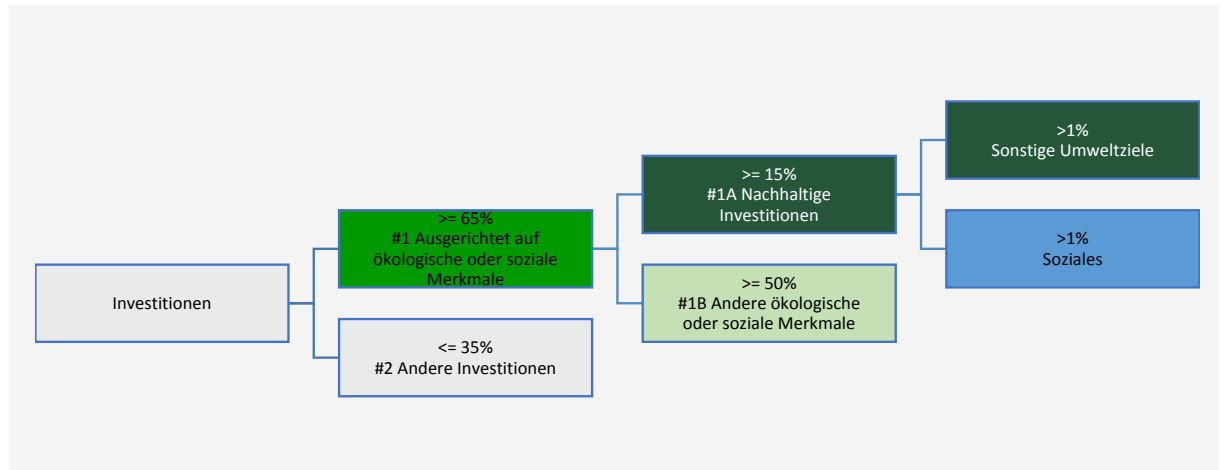 Investitionen
>= 65%
#1 Ausgerichtet auf
ökologische oder soziale
Merkmale
<= 35%
#2 Andere Investitionen
>= 15%
#1A Nachhaltige
Investitionen
>= 50%
#1B Andere ökologische
oder soziale Merkmale
>1%
Sonstige Umweltziele
>1%
Soziales